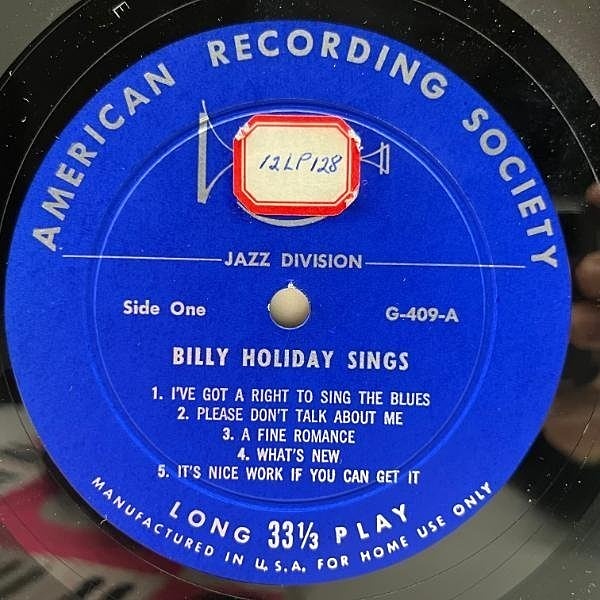 AMERICAN RECORDING SOCIETY
12LP128
JAZZ DIVISION
Side One
G-409-A
BILLY HOLIDAY SINGS
1. I'VE GOT A RIGHT TO SING THE BLUES
2. PLEASE DON'T TALK ABOUT ME
3. A FINE ROMANCE
4. WHAT'S NEW
5. IT'S NICE WORK IF YOU CAN GET IT
LONG 33⅓ PLAY
MANUFACTURED IN U.S.A. FOR HOME USE ONLY